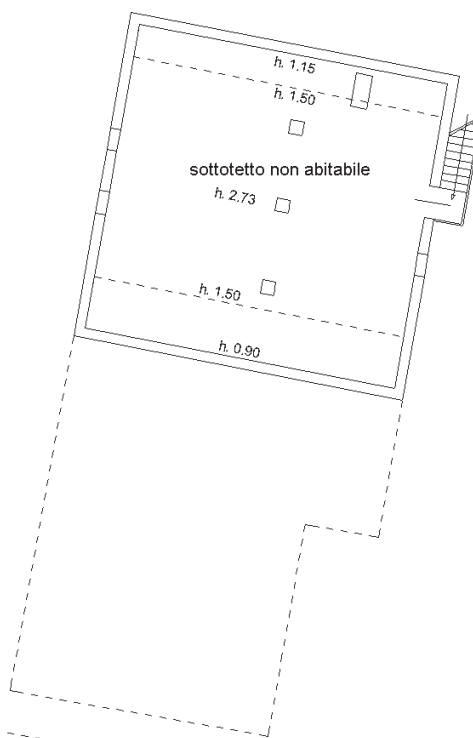 h. 1.15
h. 1.50
sottotetto non abitabile
h. 2.73
h. 1.50
h. 0.90